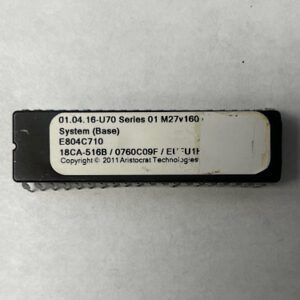 01.04.16-U70 Series 01 M27v160
System (Base)
E804C710
18CA-516B / 0760C09F /
Copyright © 2011 Aristocrat Technologies